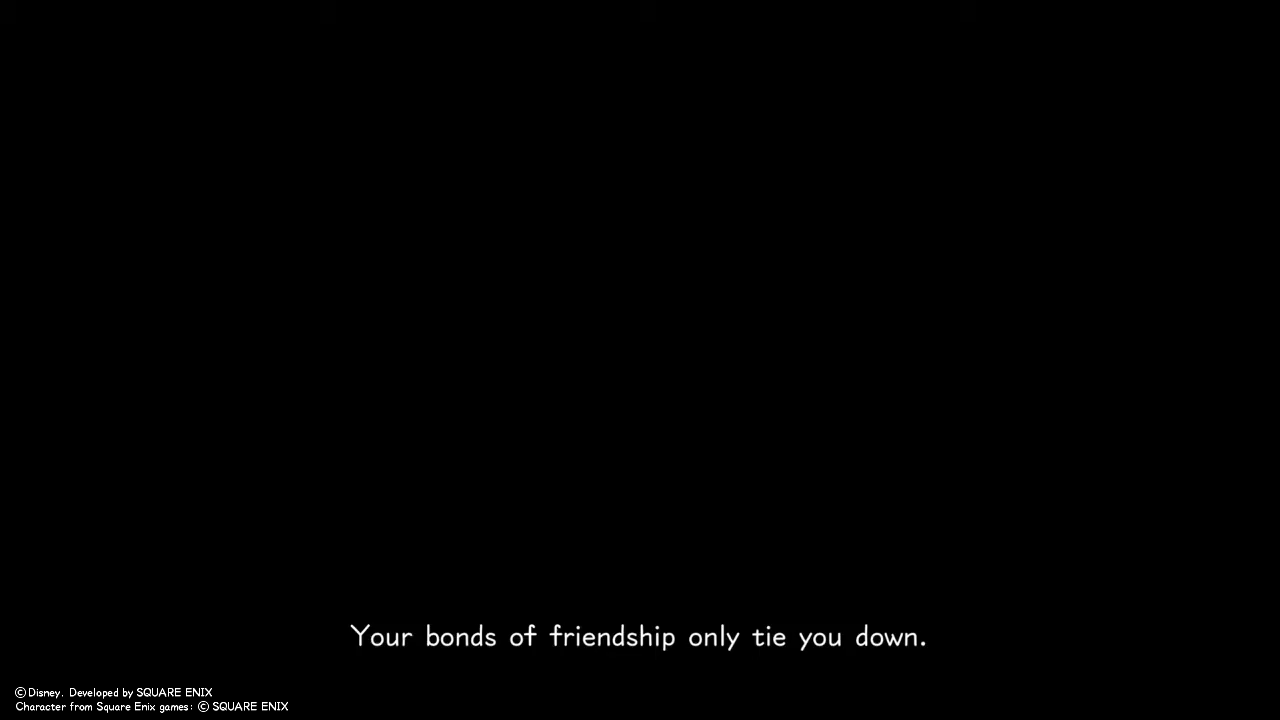 Your bonds of friendship only tie you down.
©Disney. Developed by SQUARE ENIX
Character from Square Enix games: © SQUARE ENIX